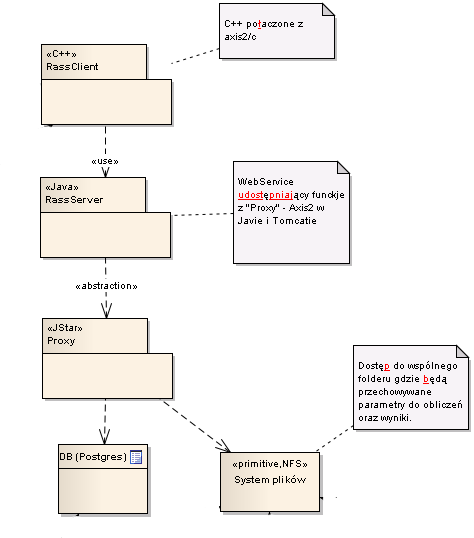 C++ połaczone z
axis2/c
«C++»
RassClient
«use»
«Java»
RassServer
WebService
udostępniający funckje
z "Proxy" - Axis2 w
Javie i Tomcatie
«abstraction»
«JStar»
Proxy
Dostęp do wspólnego
folderu gdzie będą
przechowywane
parametry do obliczeń
oraz wyniki.
DB (Postgres)
«primitive,NFS»
System plików